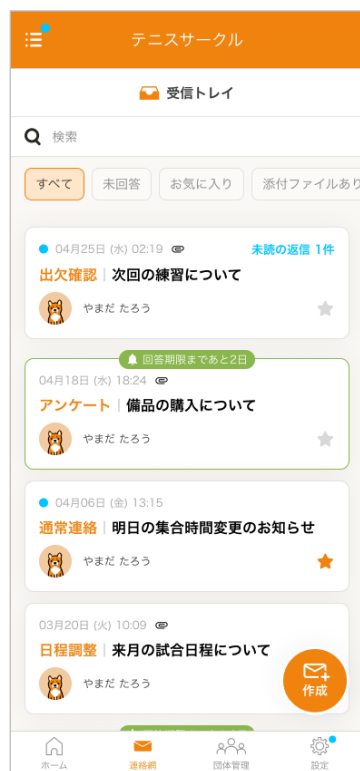 テニスサークル
受信トレイ
検索
すべて 未回答 お気に入り 添付ファイルあり
04月25日 (水) 02:19 未読の返信 1件
出欠確認 | 次回の練習について
やまだ たろう
回答期限まであと2日
04月18日 (水) 18:24
アンケート | 備品の購入について
やまだ たろう
04月06日 (金) 13:15
通常連絡 | 明日の集合時間変更のお知らせ
やまだ たろう
03月20日 (火) 10:09
日程調整 | 来月の試合日程について
やまだ たろう
作成
ホーム 連絡網 団体管理 設定